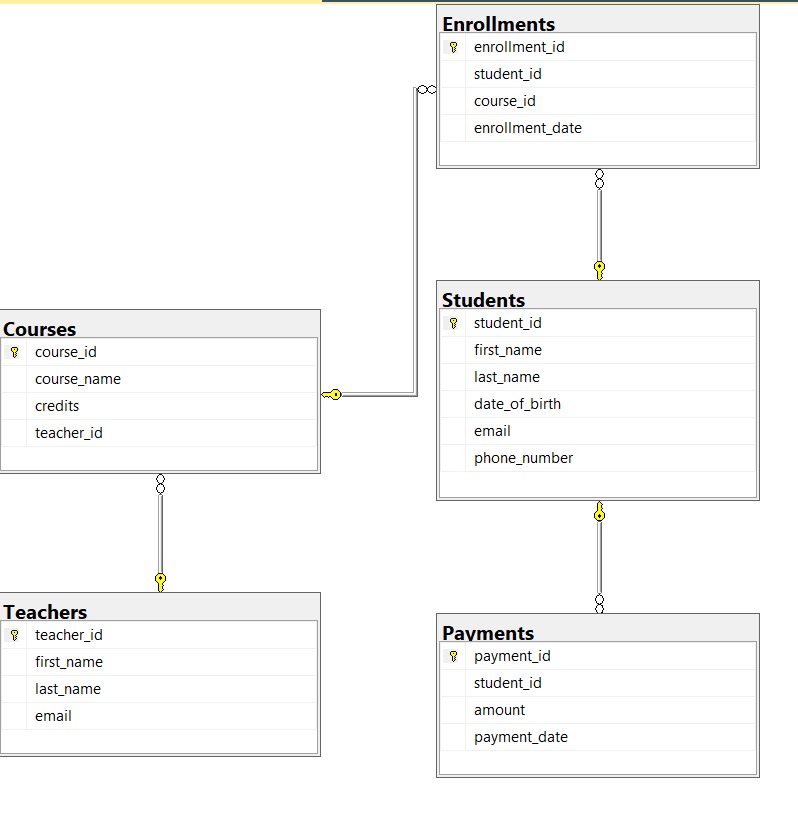 Enrollments
enrollment_id
student_id
course_id
enrollment_date
Students
student_id
first_name
last_name
date_of_birth
email
phone_number
Courses
course_id
course_name
credits
teacher_id
Teachers
teacher_id
first_name
last_name
email
Payments
payment_id
student_id
amount
payment_date